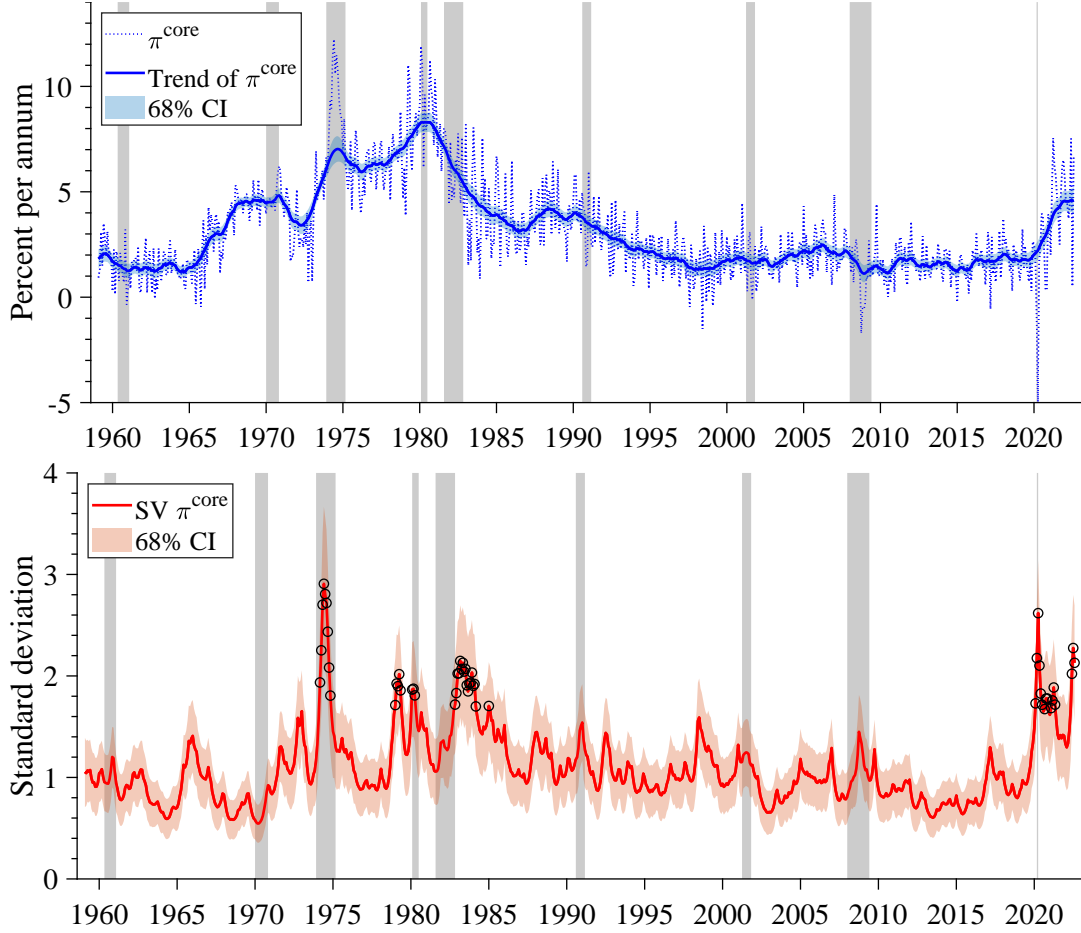 π^core
Trend of π^core
68% CI
Percent per annum
10
5
0
-5
1960 1965 1970 1975 1980 1985 1990 1995 2000 2005 2010 2015 2020
SV π^core
68% CI
Standard deviation
4
3
2
1
0
1960 1965 1970 1975 1980 1985 1990 1995 2000 2005 2010 2015 2020